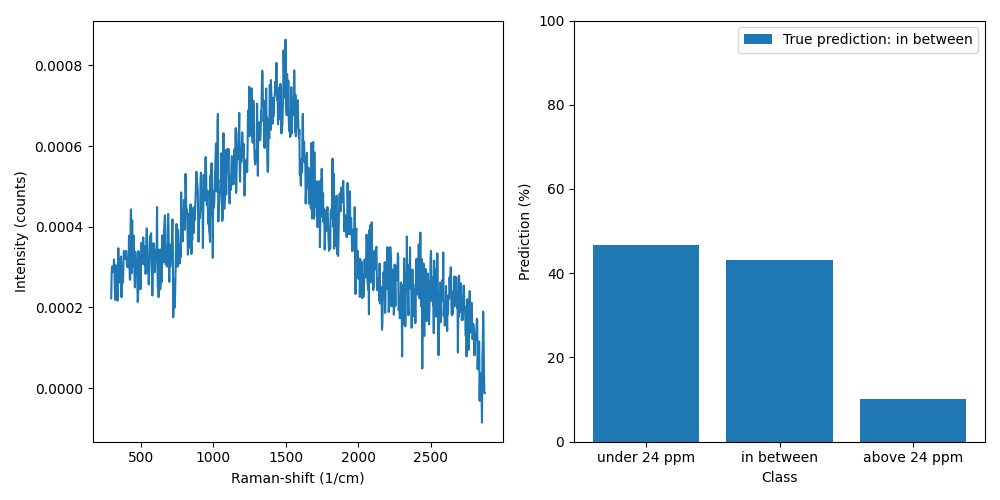 0.0008
0.0006
0.0004
0.0002
0.0000
Intensity (counts)
500 1000 1500 2000 2500
Raman-shift (1/cm)
100
80
60
40
20
0
Prediction (%)
True prediction: in between
under 24 ppm in between above 24 ppm
Class